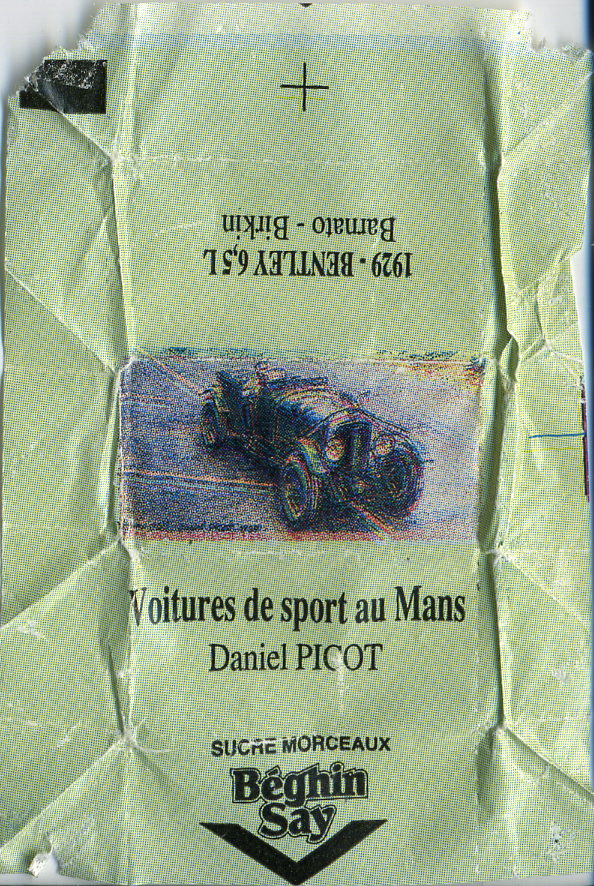 1929 - BENTLEY 6,5 L
Barnato - Birkin
Voitures de sport au Mans
Daniel PICOT
SUCRE MORCEAUX
Béghin
Say